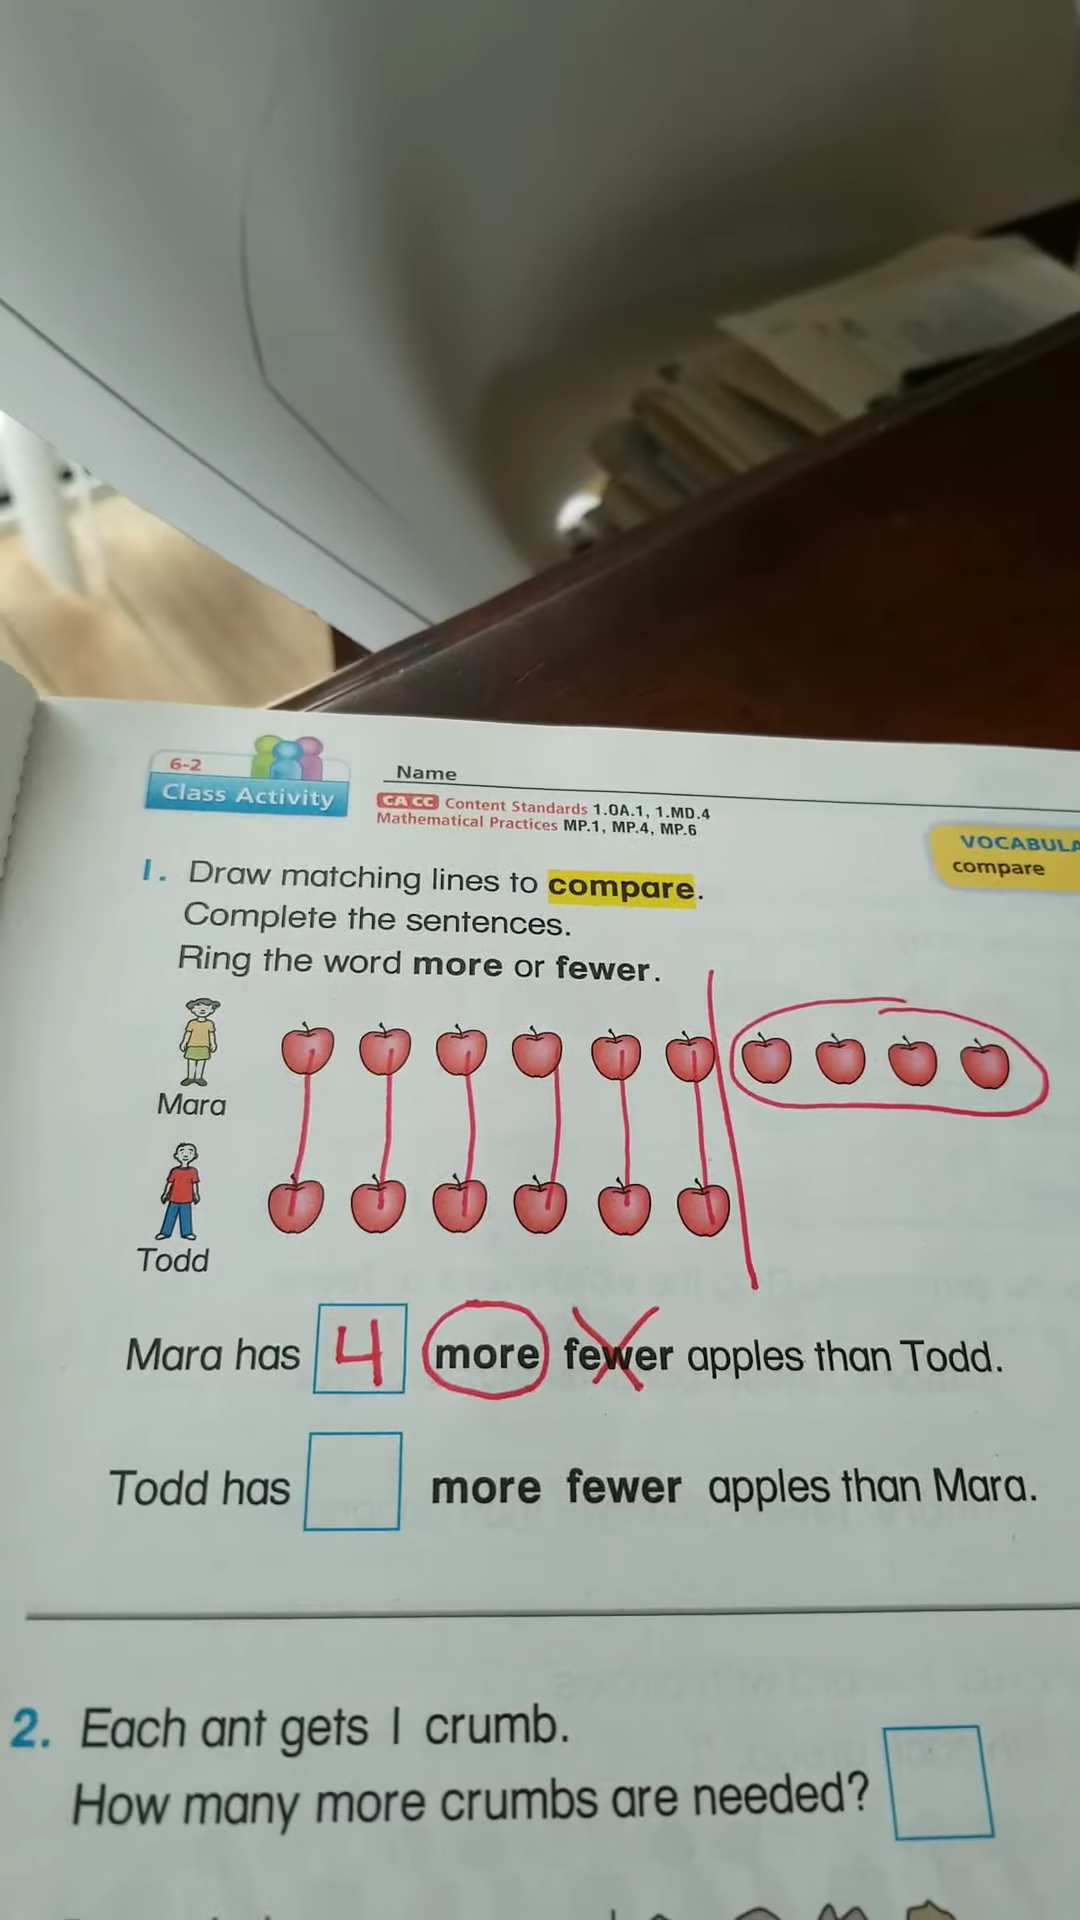 6-2
Class Activity
Name
CA CC Content Standards 1.OA.1, 1.MD.4
Mathematical Practices MP.1, MP.4, MP.6
compare
1. Draw matching lines to compare.
Complete the sentences.
Ring the word more or fewer.
Mara
Todd
Mara has 4 more fewer apples than Todd.
Todd has more fewer apples than Mara.
2. Each ant gets 1 crumb.
How many more crumbs are needed?